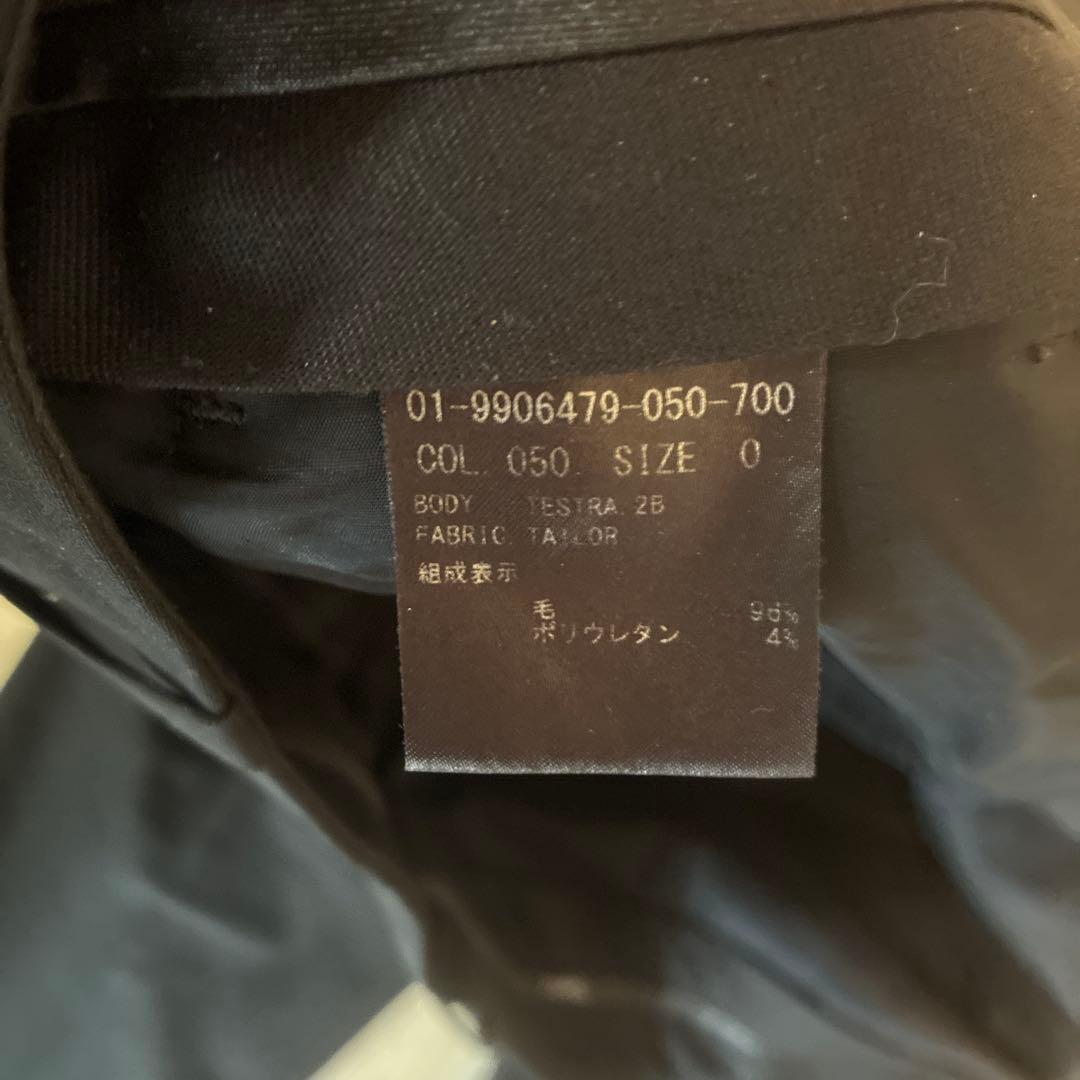 01-9906479-050-700
COL. 050. SIZE 0
BODY TESTRA.2B
FABRIC TAILOR
組成表示
毛 96%
ポリウレタン 4%